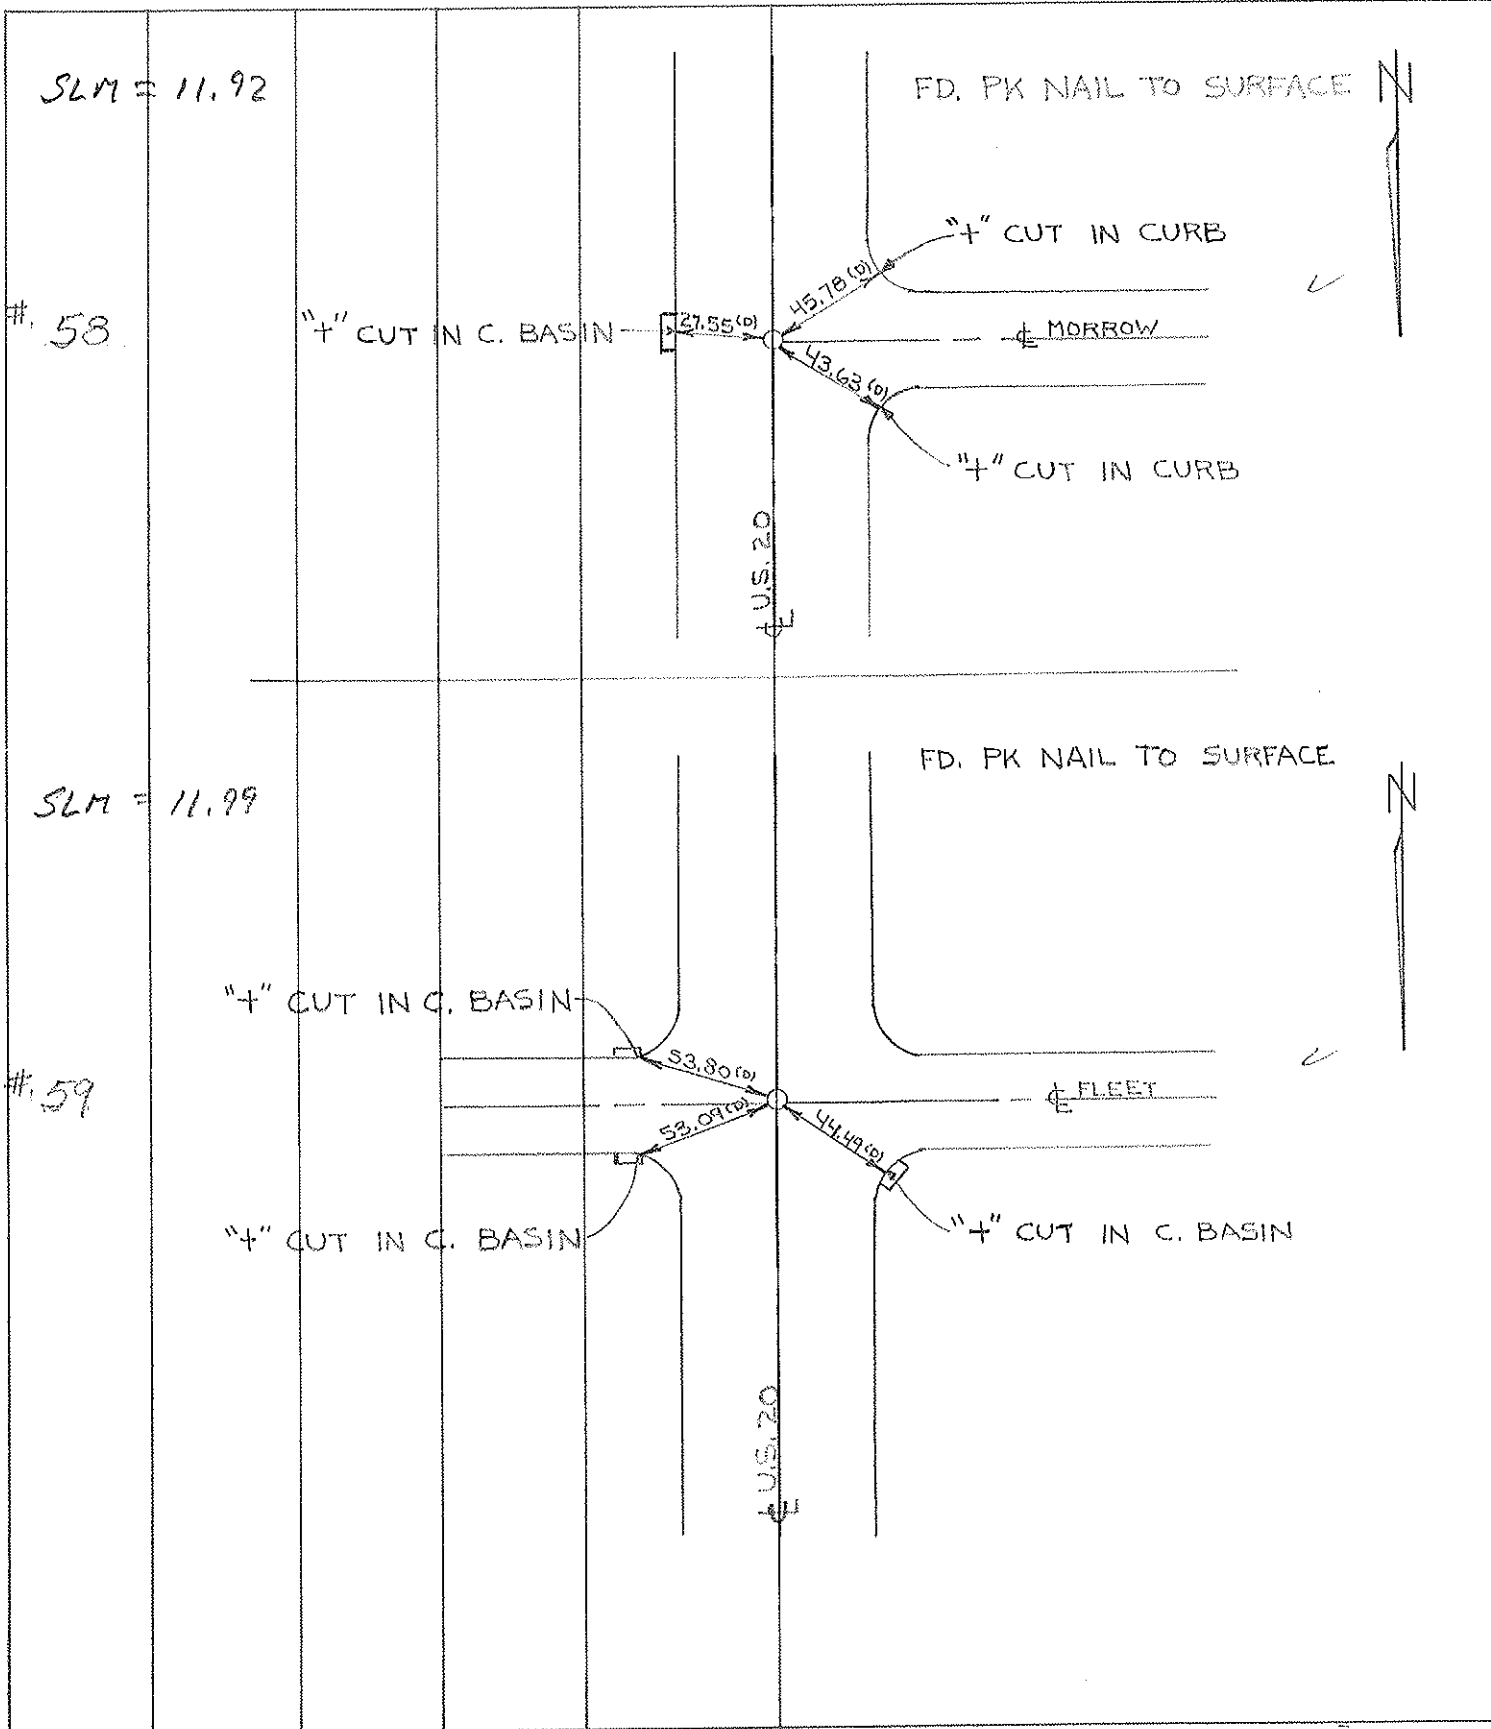 SLM = 11.92
FD. PK NAIL TO SURFACE
N
"+" CUT IN CURB
45.78 (D)
#. 58
"+" CUT IN C. BASIN
27.55 (D)
℄ MORROW
43.63 (D)
"+" CUT IN CURB
℄ U.S. 20
FD. PK NAIL TO SURFACE
N
SLM = 11.99
"+" CUT IN C. BASIN
53.80 (D)
#. 59
℄ FLEET
53.09 (D)
44.49 (D)
"+" CUT IN C. BASIN
"+" CUT IN C. BASIN
℄ U.S. 20